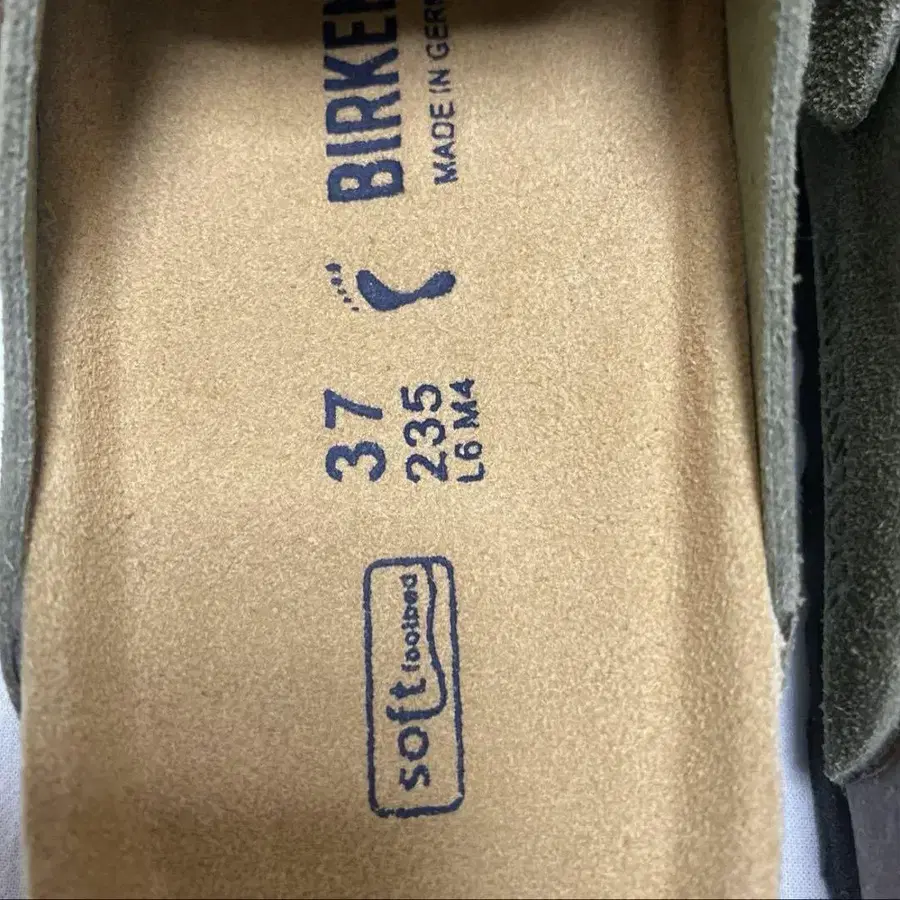 BIRKEN
MADE IN GER
37
235
L6 M4
soft footbed